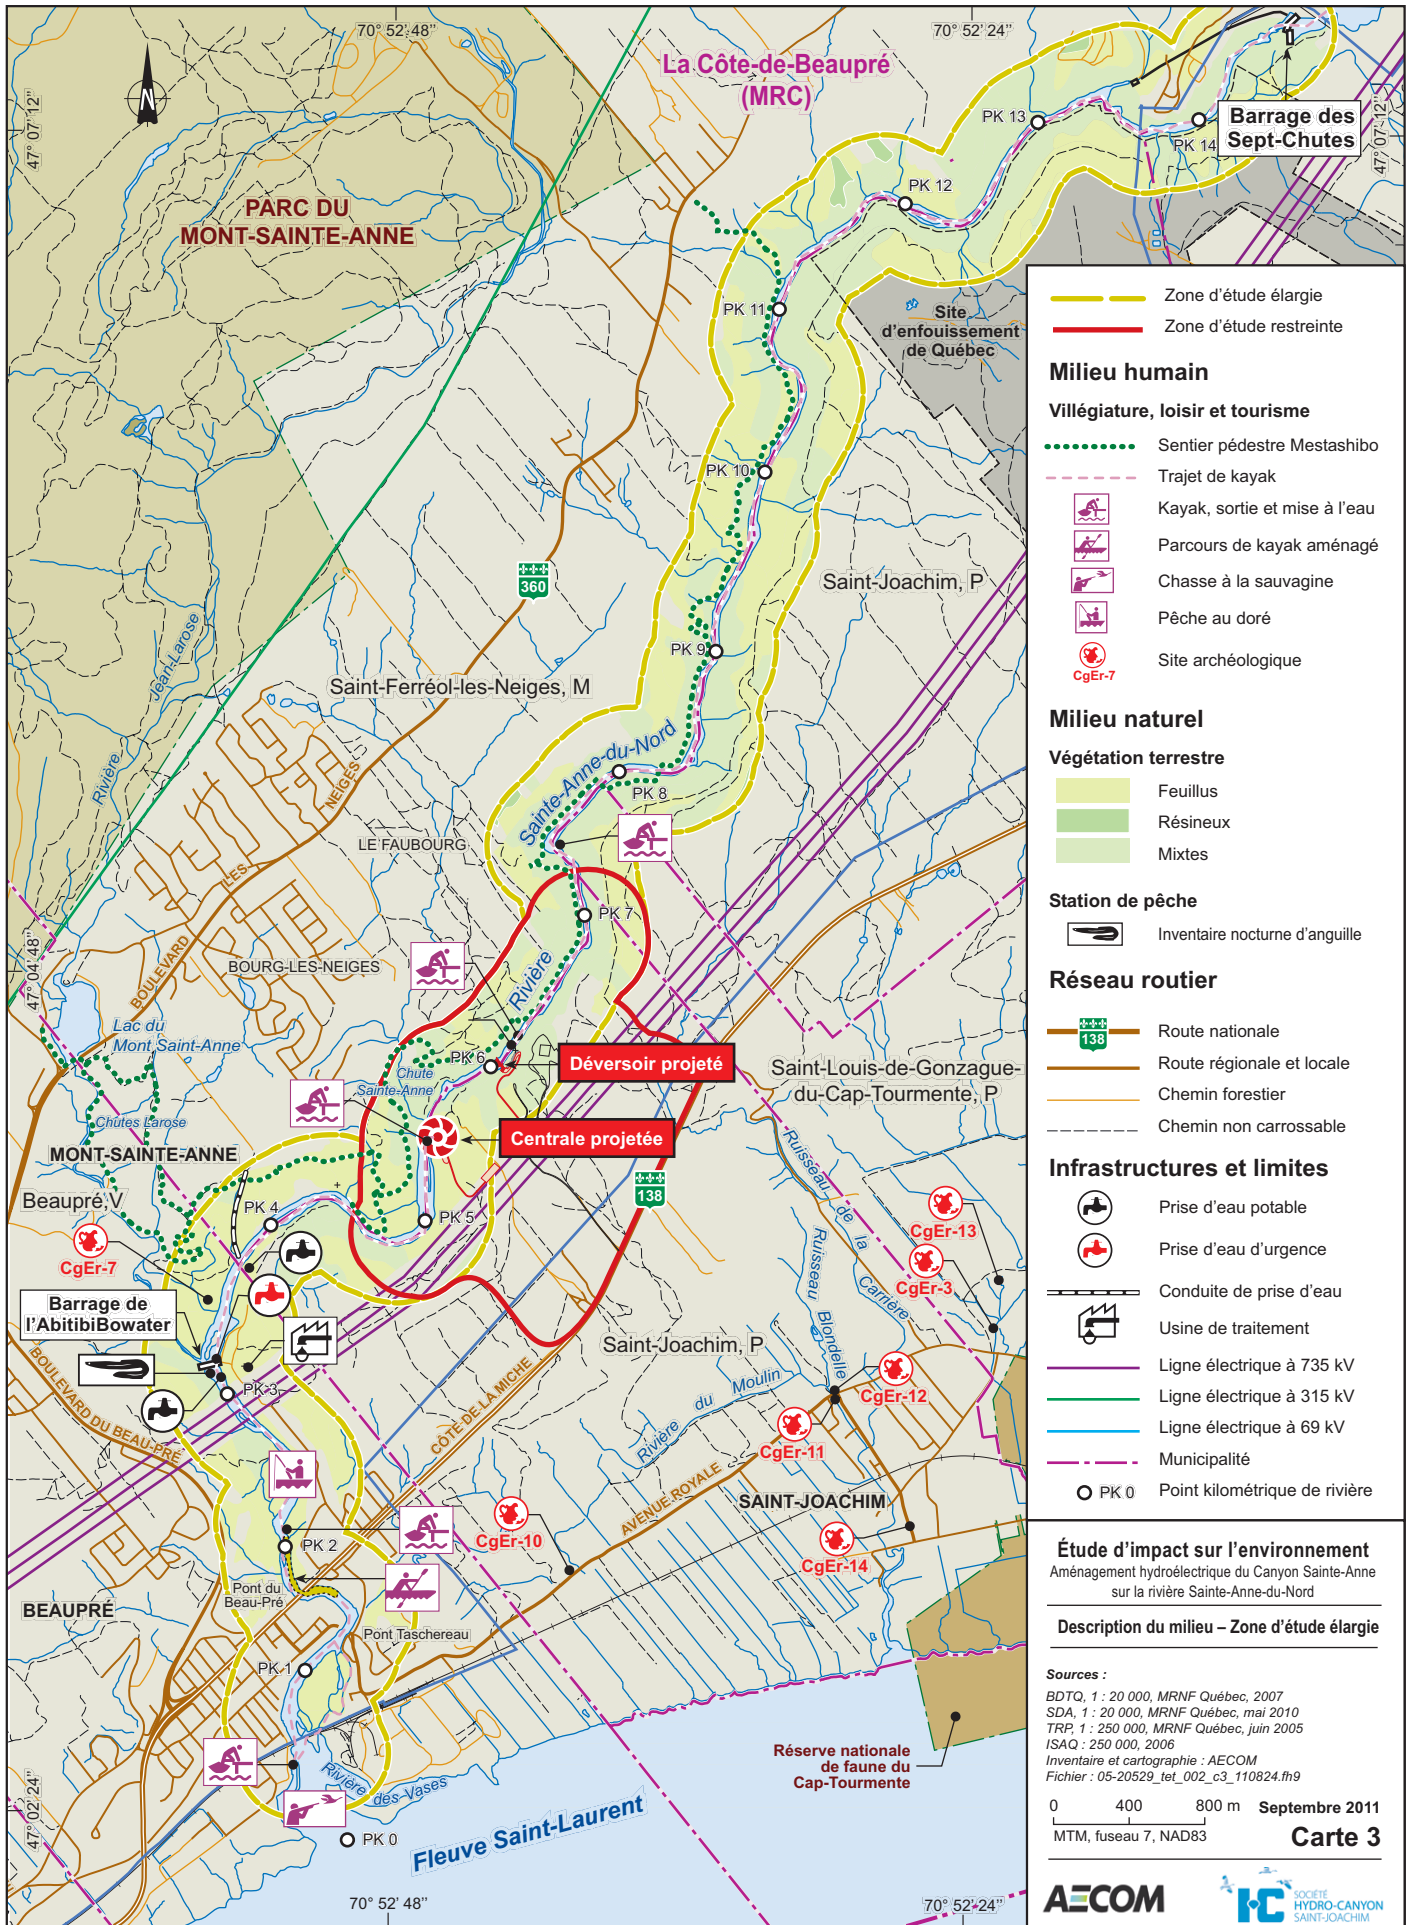 70° 52' 48"
70° 52' 24"
47° 07' 12"
47° 07' 12"
N
La Côte-de-Beaupré
(MRC)
PARC DU
MONT-SAINTE-ANNE
PK 13
PK 14
Barrage des
Sept-Chutes
PK 12
PK 11
Site
d'enfouissement
de Québec
PK 10
360
Saint-Joachim, P
PK 9
Saint-Ferréol-les-Neiges, M
Rivière Jean-Larose
Sainte-Anne-du-Nord
PK 8
LE FAUBOURG
BOULEVARD LES NEIGES
PK 7
BOURG-LES-NEIGES
47° 04' 48"
Rivière
Lac du
Mont Saint-Anne
PK 6
Déversoir projeté
Chute
Sainte-Anne
Saint-Louis-de-Gonzague-
du-Cap-Tourmente, P
Chutes Larose
Centrale projetée
MONT-SAINTE-ANNE
138
Beaupré,V
PK 4
PK 5
CgEr-7
CgEr-13
CgEr-3
Ruisseau de la Carrière
Ruisseau Blondelle
Barrage de
l'AbitibiBowater
Saint-Joachim, P
PK 3
CgEr-12
Rivière du Moulin
CgEr-11
BOULEVARD DU BEAU-PRÉ
CÔTE DE LA MICHE
AVENUE ROYALE
SAINT-JOACHIM
CgEr-10
CgEr-14
PK 2
Pont du
Beau-Pré
BEAUPRÉ
Pont Taschereau
PK 1
Réserve nationale
de faune du
Cap-Tourmente
Rivière des Vases
47° 02' 24"
PK 0
Fleuve Saint-Laurent
70° 52' 48"
70° 52' 24"
Zone d'étude élargie
Zone d'étude restreinte
Milieu humain
Villégiature, loisir et tourisme
Sentier pédestre Mestashibo
Trajet de kayak
Kayak, sortie et mise à l'eau
Parcours de kayak aménagé
Chasse à la sauvagine
Pêche au doré
Site archéologique
CgEr-7
Milieu naturel
Végétation terrestre
Feuillus
Résineux
Mixtes
Station de pêche
Inventaire nocturne d'anguille
Réseau routier
138
Route nationale
Route régionale et locale
Chemin forestier
Chemin non carrossable
Infrastructures et limites
Prise d'eau potable
Prise d'eau d'urgence
Conduite de prise d'eau
Usine de traitement
Ligne électrique à 735 kV
Ligne électrique à 315 kV
Ligne électrique à 69 kV
Municipalité
PK 0 Point kilométrique de rivière
Étude d'impact sur l'environnement
Aménagement hydroélectrique du Canyon Sainte-Anne
sur la rivière Sainte-Anne-du-Nord
Description du milieu – Zone d'étude élargie
Sources :
BDTQ, 1 : 20 000, MRNF Québec, 2007
SDA, 1 : 20 000, MRNF Québec, mai 2010
TRP, 1 : 250 000, MRNF Québec, juin 2005
ISAQ : 250 000, 2006
Inventaire et cartographie : AECOM
Fichier : 05-20529_tet_002_c3_110824.fh9
0 400 800 m
Septembre 2011
MTM, fuseau 7, NAD83
Carte 3
AECOM
HC
SOCIÉTÉ
HYDRO-CANYON
SAINT-JOACHIM